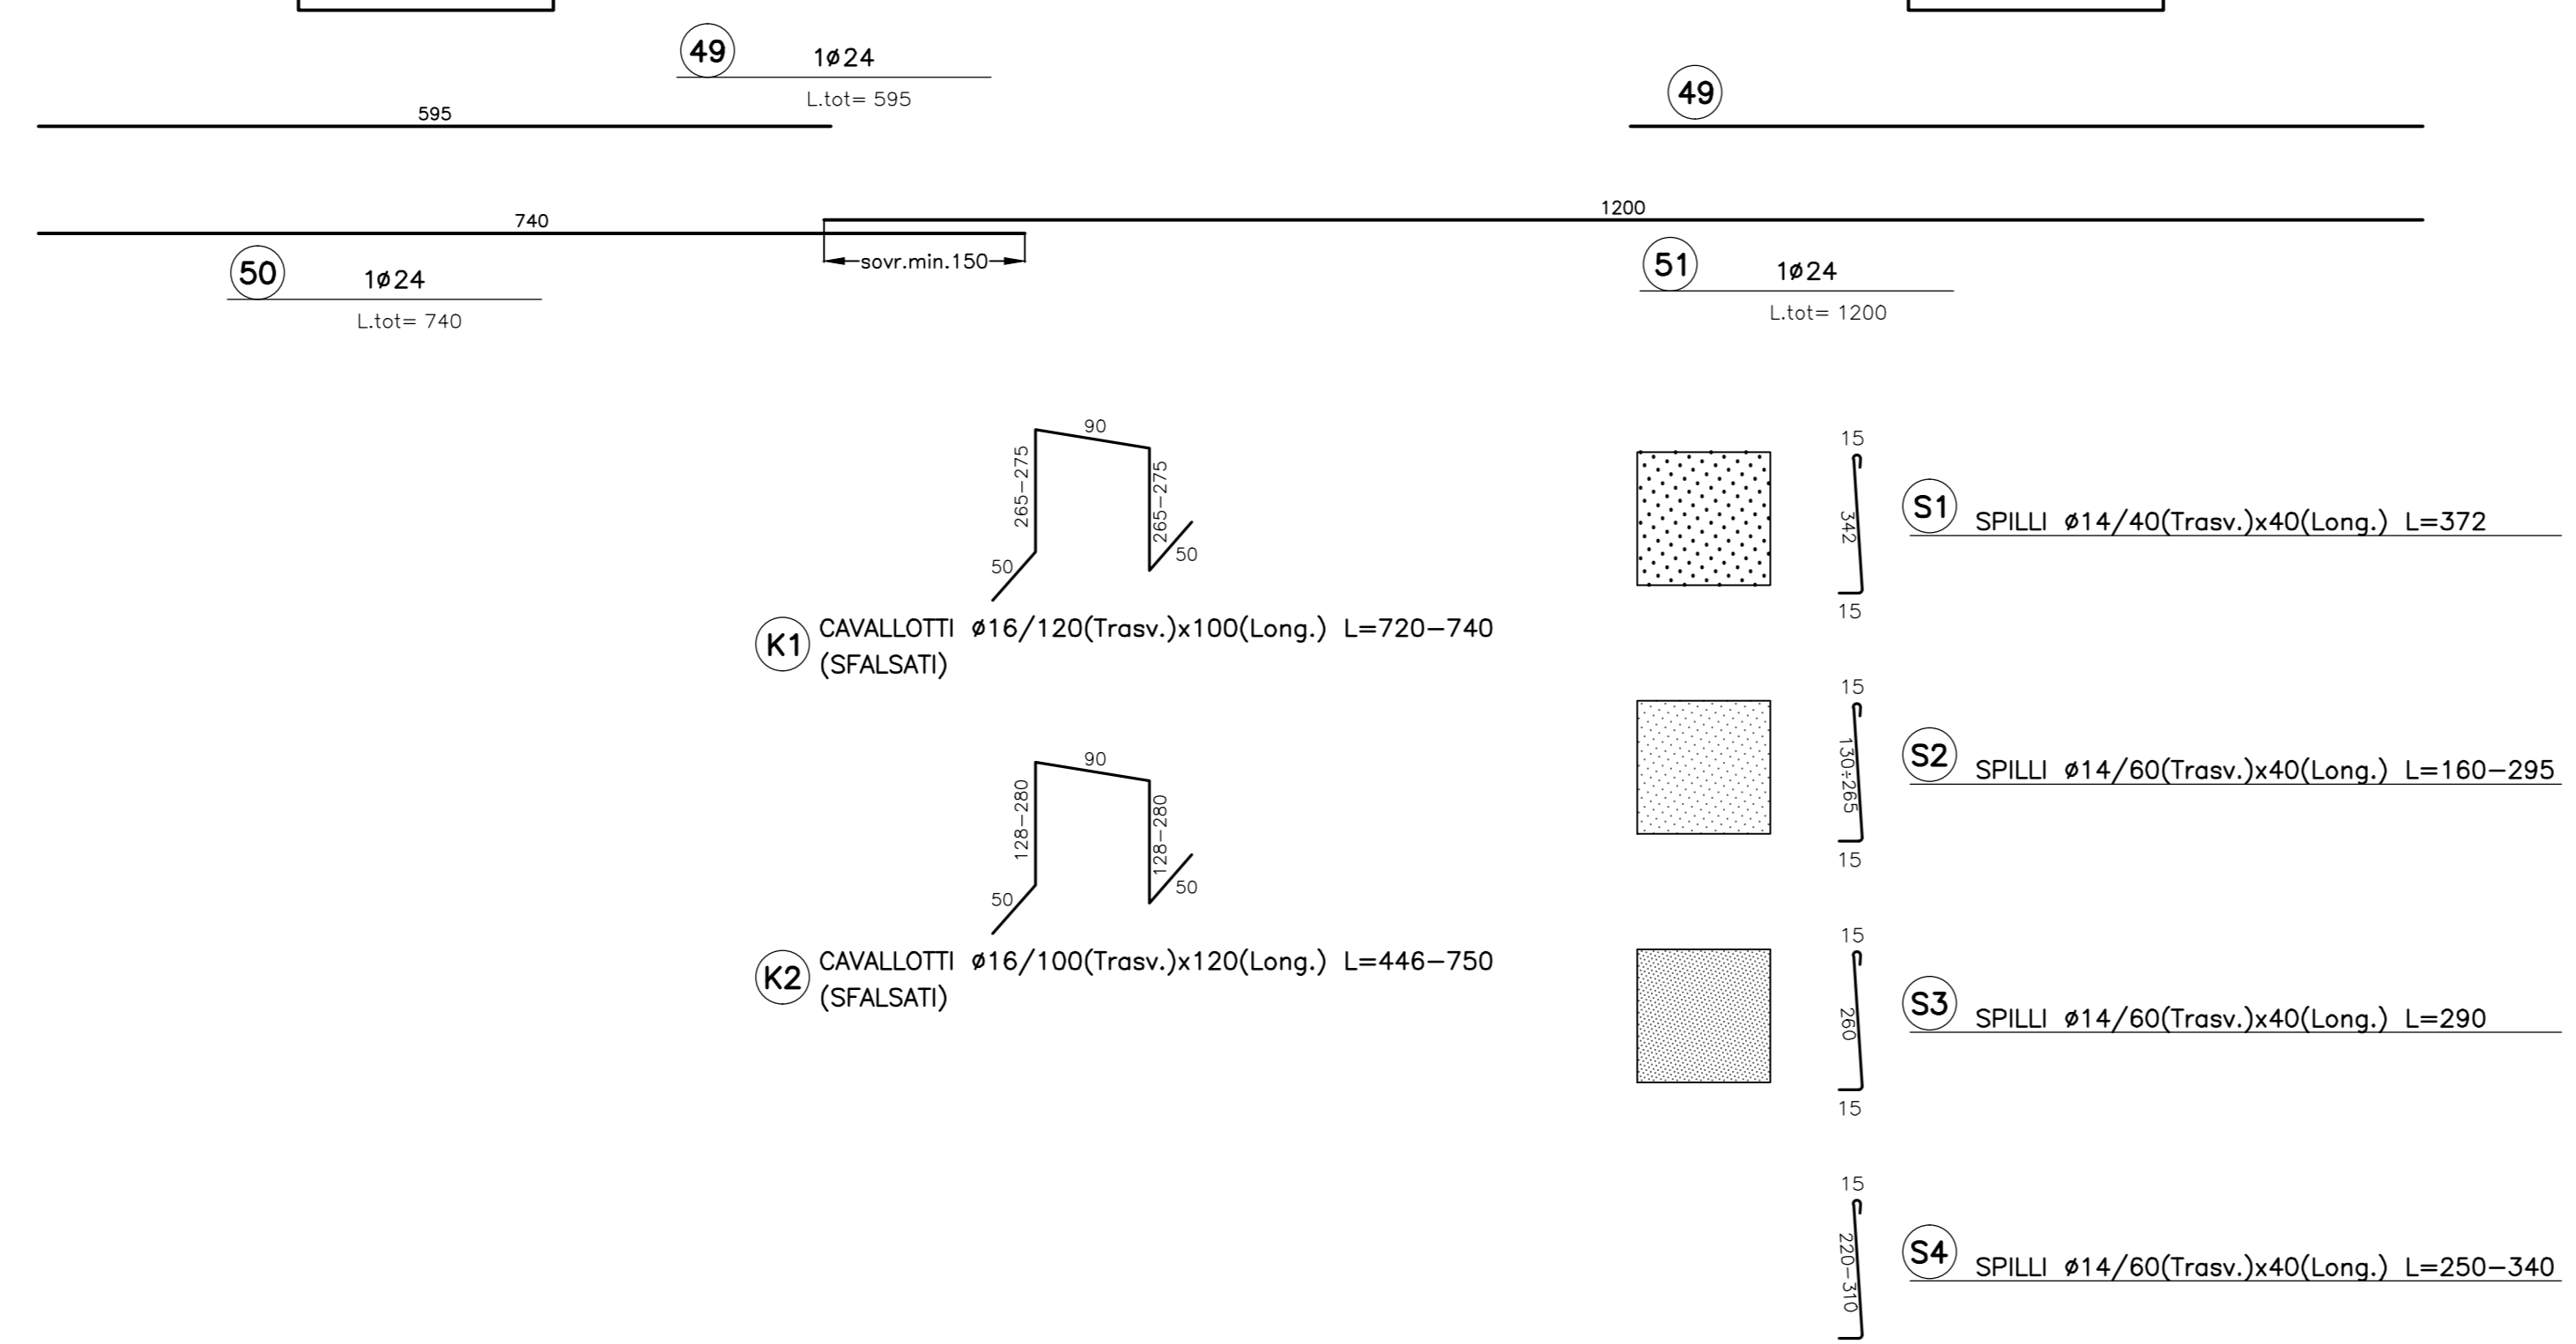 49 1ø24
L.tot= 595
595
49
740
1200
sovr.min.150
50 1ø24
L.tot= 740
51 1ø24
L.tot= 1200
90
265-275
265-275
50
50
K1 CAVALLOTTI ø16/120(Trasv.)x100(Long.) L=720-740
(SFALSATI)
90
128-280
128-280
50
50
K2 CAVALLOTTI ø16/100(Trasv.)x120(Long.) L=446-750
(SFALSATI)
15
342
15
S1 SPILLI ø14/40(Trasv.)x40(Long.) L=372
15
130÷265
15
S2 SPILLI ø14/60(Trasv.)x40(Long.) L=160-295
15
260
15
S3 SPILLI ø14/60(Trasv.)x40(Long.) L=290
15
220-310
S4 SPILLI ø14/60(Trasv.)x40(Long.) L=250-340